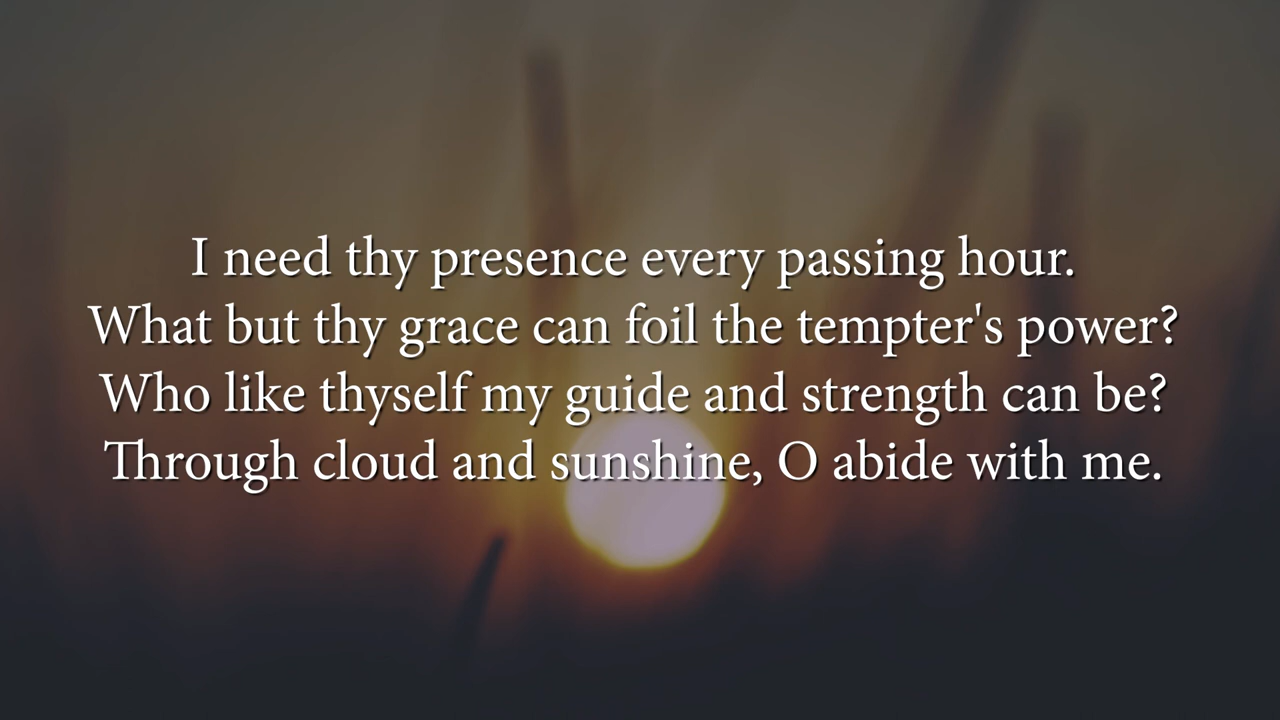 I need thy presence every passing hour.
What but thy grace can foil the tempter's power?
Who like thyself my guide and strength can be?
Through cloud and sunshine, O abide with me.